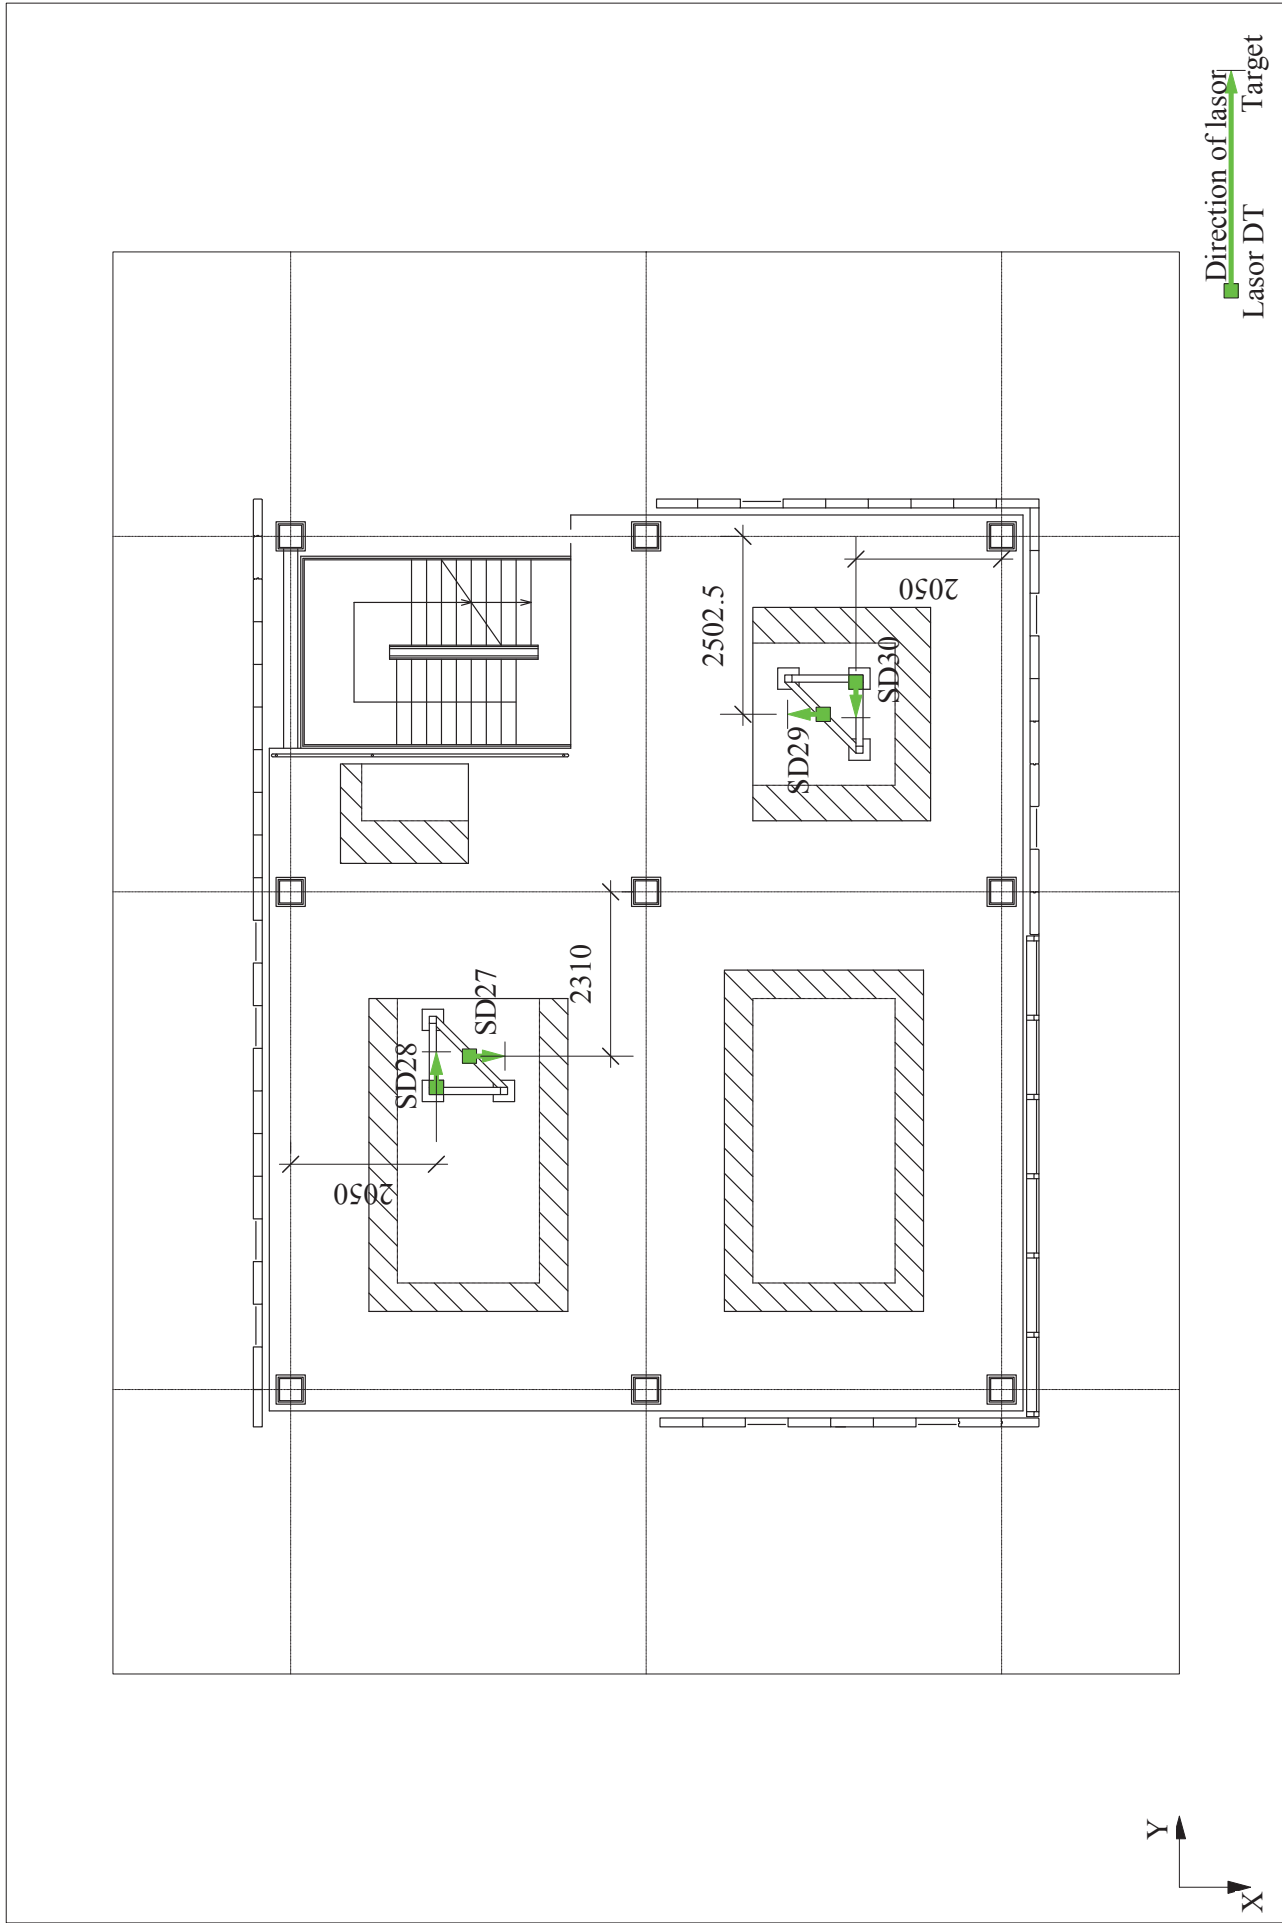 Direction of lasor
Lasor DT
Target
2502.5
2050
SD30
SD29
2310
SD27
SD28
2050
Y
X